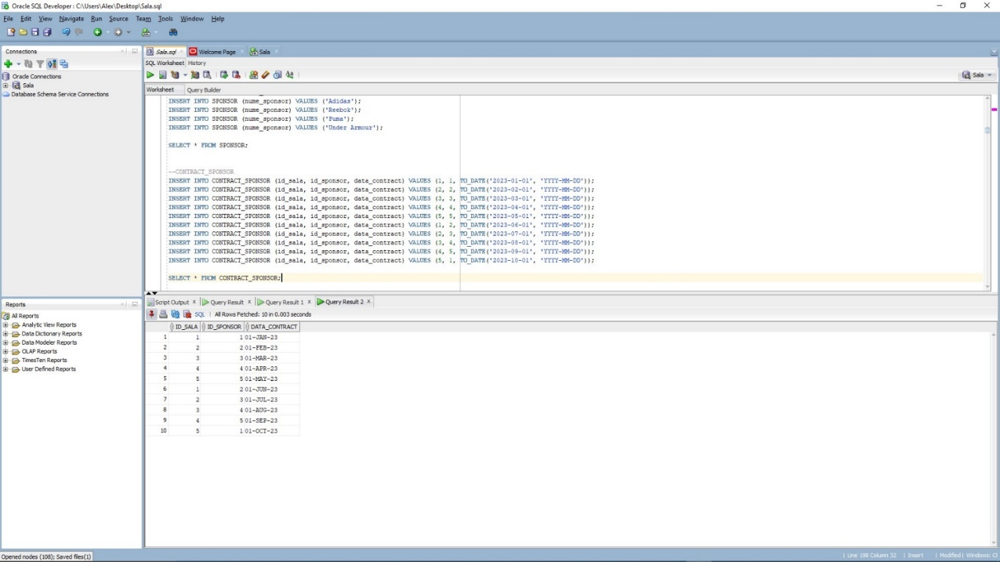 Oracle SQL Developer : C:\Users\Alex\Desktop\Sala.sql
File Edit View Navigate Run Source Team Tools Window Help
Connections
Oracle Connections
Sala
Database Schema Service Connections
Sala.sql Welcome Page Sala
SQL Worksheet History
Sala
Worksheet Query Builder
INSERT INTO SPONSOR (nume_sponsor) VALUES ('Adidas');
INSERT INTO SPONSOR (nume_sponsor) VALUES ('Reebok');
INSERT INTO SPONSOR (nume_sponsor) VALUES ('Puma');
INSERT INTO SPONSOR (nume_sponsor) VALUES ('Under Armour');
SELECT * FROM SPONSOR;
--CONTRACT_SPONSOR
INSERT INTO CONTRACT_SPONSOR (id_sala, id_sponsor, data_contract) VALUES (1, 1, TO_DATE('2023-01-01', 'YYYY-MM-DD'));
INSERT INTO CONTRACT_SPONSOR (id_sala, id_sponsor, data_contract) VALUES (2, 2, TO_DATE('2023-02-01', 'YYYY-MM-DD'));
INSERT INTO CONTRACT_SPONSOR (id_sala, id_sponsor, data_contract) VALUES (3, 3, TO_DATE('2023-03-01', 'YYYY-MM-DD'));
INSERT INTO CONTRACT_SPONSOR (id_sala, id_sponsor, data_contract) VALUES (4, 4, TO_DATE('2023-04-01', 'YYYY-MM-DD'));
INSERT INTO CONTRACT_SPONSOR (id_sala, id_sponsor, data_contract) VALUES (5, 5, TO_DATE('2023-05-01', 'YYYY-MM-DD'));
INSERT INTO CONTRACT_SPONSOR (id_sala, id_sponsor, data_contract) VALUES (1, 2, TO_DATE('2023-06-01', 'YYYY-MM-DD'));
INSERT INTO CONTRACT_SPONSOR (id_sala, id_sponsor, data_contract) VALUES (2, 3, TO_DATE('2023-07-01', 'YYYY-MM-DD'));
INSERT INTO CONTRACT_SPONSOR (id_sala, id_sponsor, data_contract) VALUES (3, 4, TO_DATE('2023-08-01', 'YYYY-MM-DD'));
INSERT INTO CONTRACT_SPONSOR (id_sala, id_sponsor, data_contract) VALUES (4, 5, TO_DATE('2023-09-01', 'YYYY-MM-DD'));
INSERT INTO CONTRACT_SPONSOR (id_sala, id_sponsor, data_contract) VALUES (5, 1, TO_DATE('2023-10-01', 'YYYY-MM-DD'));
SELECT * FROM CONTRACT_SPONSOR;
Reports
All Reports
Analytic View Reports
Data Dictionary Reports
Data Modeler Reports
OLAP Reports
TimesTen Reports
User Defined Reports
Script Output x Query Result x Query Result 1 x Query Result 2 x
SQL | All Rows Fetched: 10 in 0.003 seconds
ID_SALA ID_SPONSOR DATA_CONTRACT
1 1 1 01-JAN-23
2 2 2 01-FEB-23
3 3 3 01-MAR-23
4 4 4 01-APR-23
5 5 5 01-MAY-23
6 1 2 01-JUN-23
7 2 3 01-JUL-23
8 3 4 01-AUG-23
9 4 5 01-SEP-23
10 5 1 01-OCT-23
Opened nodes (108); Saved files(1)
| Line 198 Column 32 | Insert | Modified | Windows: Cl